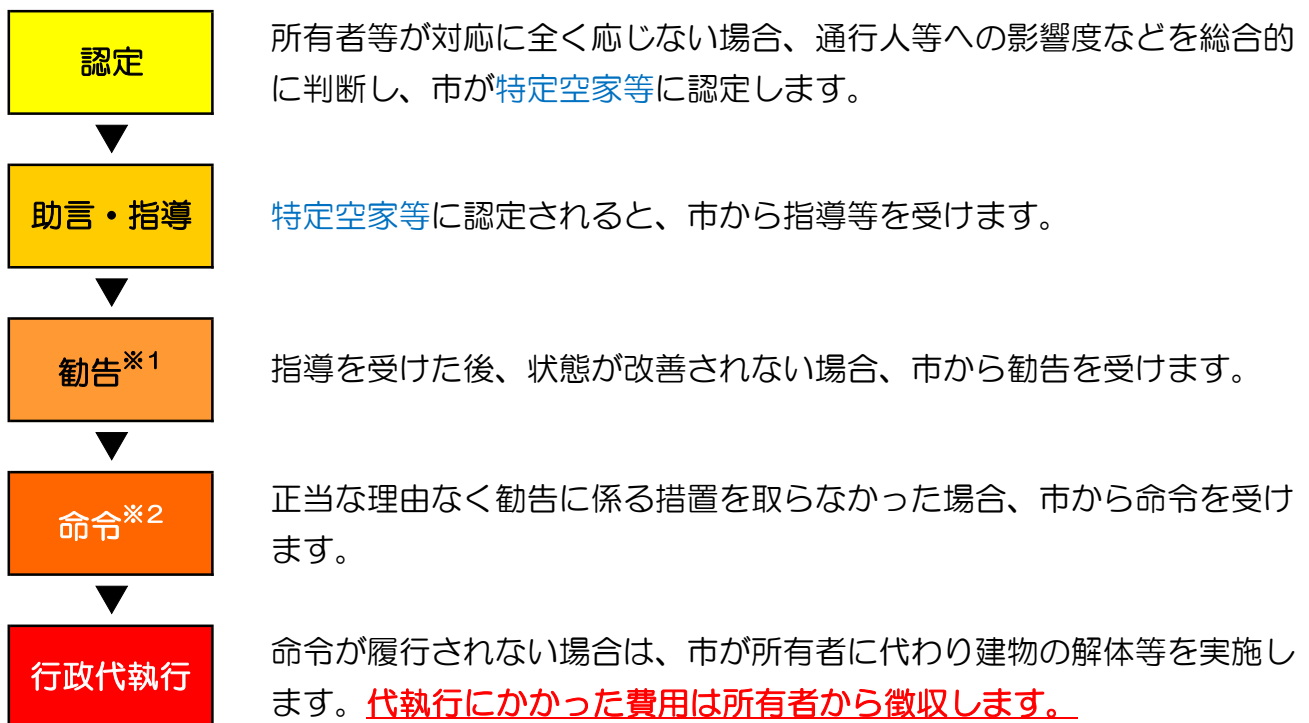 認定
所有者等が対応に全く応じない場合、通行人等への影響度などを総合的
に判断し、市が特定空家等に認定します。
▼
助言・指導
特定空家等に認定されると、市から指導等を受けます。
▼
勧告※1
指導を受けた後、状態が改善されない場合、市から勧告を受けます。
▼
命令※2
正当な理由なく勧告に係る措置を取らなかった場合、市から命令を受け
ます。
▼
行政代執行
命令が履行されない場合は、市が所有者に代わり建物の解体等を実施し
ます。代執行にかかった費用は所有者から徴収します。